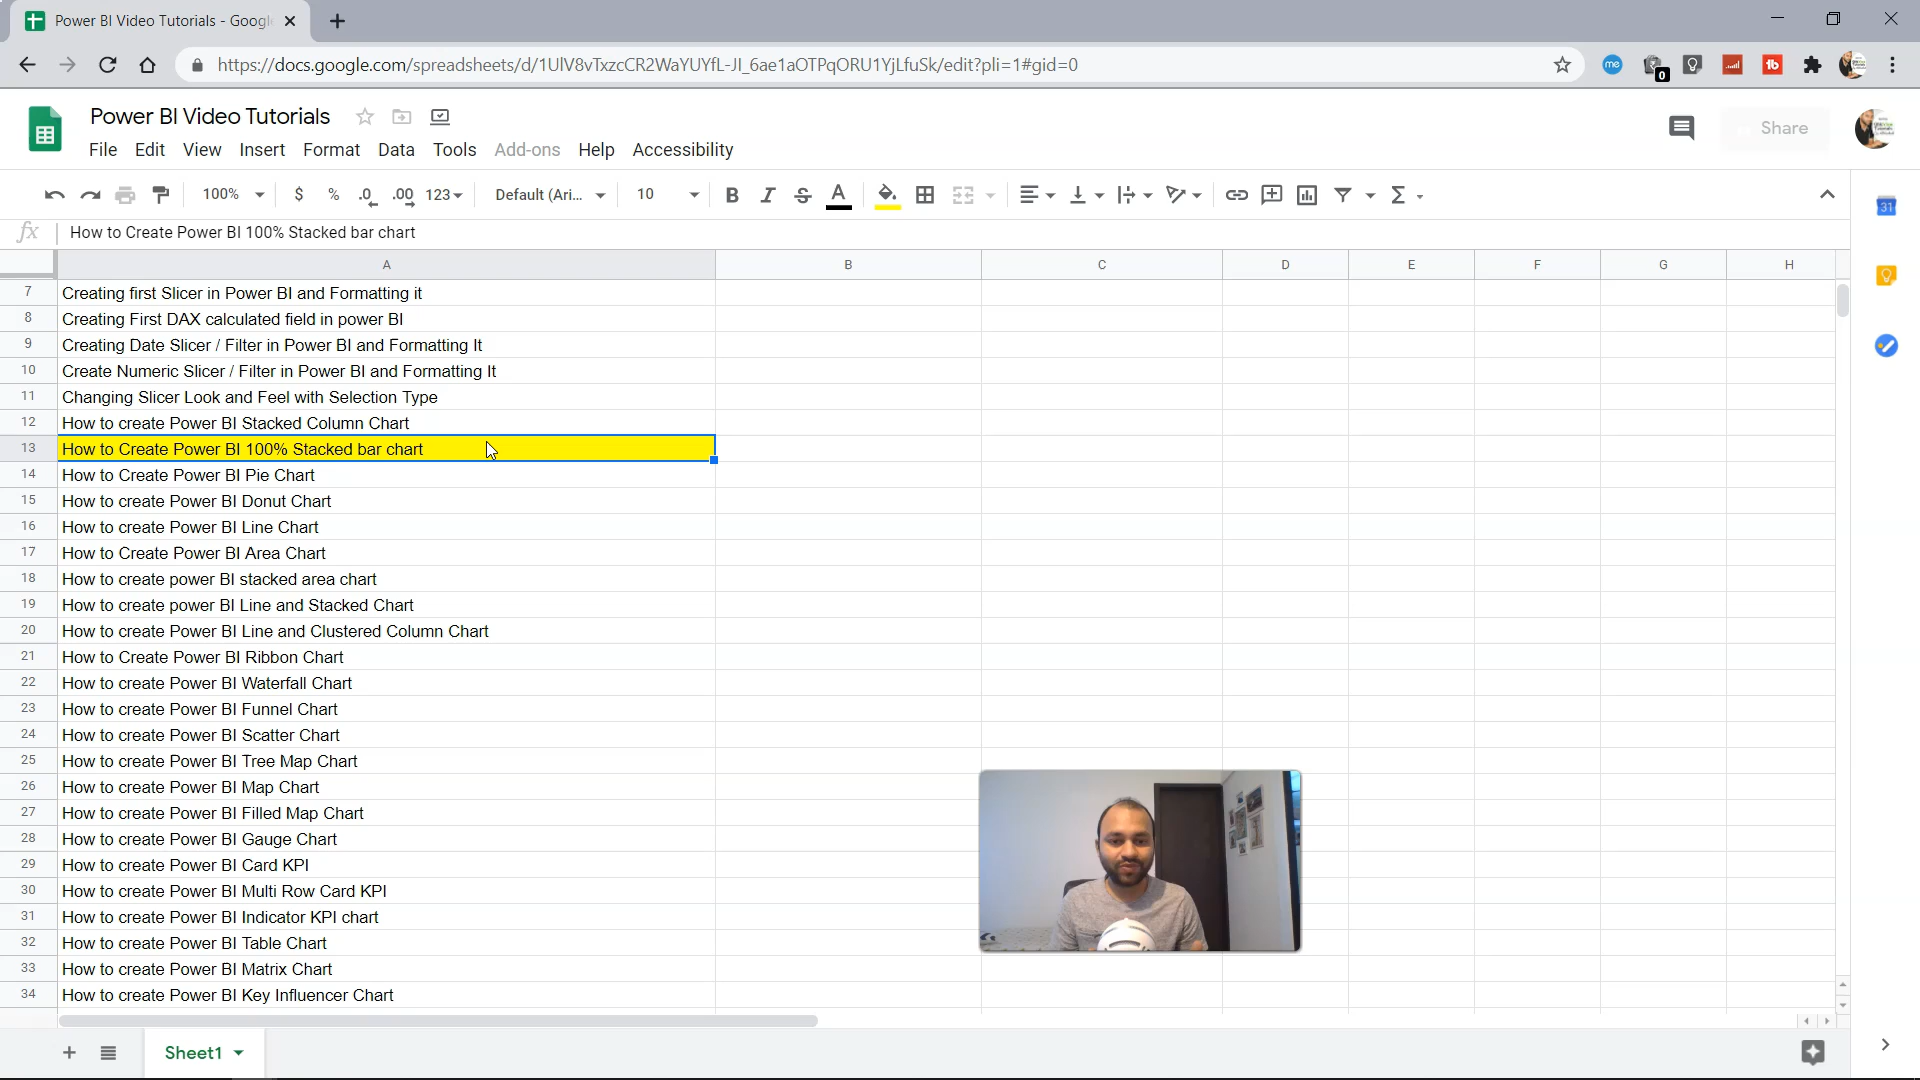 Power BI Video Tutorials - Googl
https://docs.google.com/spreadsheets/d/1UlV8vTxzcCR2WaYUYfL-JI_6ae1aOTPqORU1YjLfuSk/edit?pli=1#gid=0
me
0
tb
Power BI Video Tutorials
File Edit View Insert Format Data Tools Add-ons Help Accessibility
Share
100% $ % .0 .00 123 Default (Ari... 10 B I S A Σ
31
fx How to Create Power BI 100% Stacked bar chart
A B C D E F G H
7 Creating first Slicer in Power BI and Formatting it
8 Creating First DAX calculated field in power BI
9 Creating Date Slicer / Filter in Power BI and Formatting It
10 Create Numeric Slicer / Filter in Power BI and Formatting It
11 Changing Slicer Look and Feel with Selection Type
12 How to create Power BI Stacked Column Chart
13 How to Create Power BI 100% Stacked bar chart
14 How to Create Power BI Pie Chart
15 How to create Power BI Donut Chart
16 How to create Power BI Line Chart
17 How to Create Power BI Area Chart
18 How to create power BI stacked area chart
19 How to create power BI Line and Stacked Chart
20 How to create Power BI Line and Clustered Column Chart
21 How to Create Power BI Ribbon Chart
22 How to create Power BI Waterfall Chart
23 How to create Power BI Funnel Chart
24 How to create Power BI Scatter Chart
25 How to create Power BI Tree Map Chart
26 How to create Power BI Map Chart
27 How to create Power BI Filled Map Chart
28 How to create Power BI Gauge Chart
29 How to create Power BI Card KPI
30 How to create Power BI Multi Row Card KPI
31 How to create Power BI Indicator KPI chart
32 How to create Power BI Table Chart
33 How to create Power BI Matrix Chart
34 How to create Power BI Key Influencer Chart
Sheet1